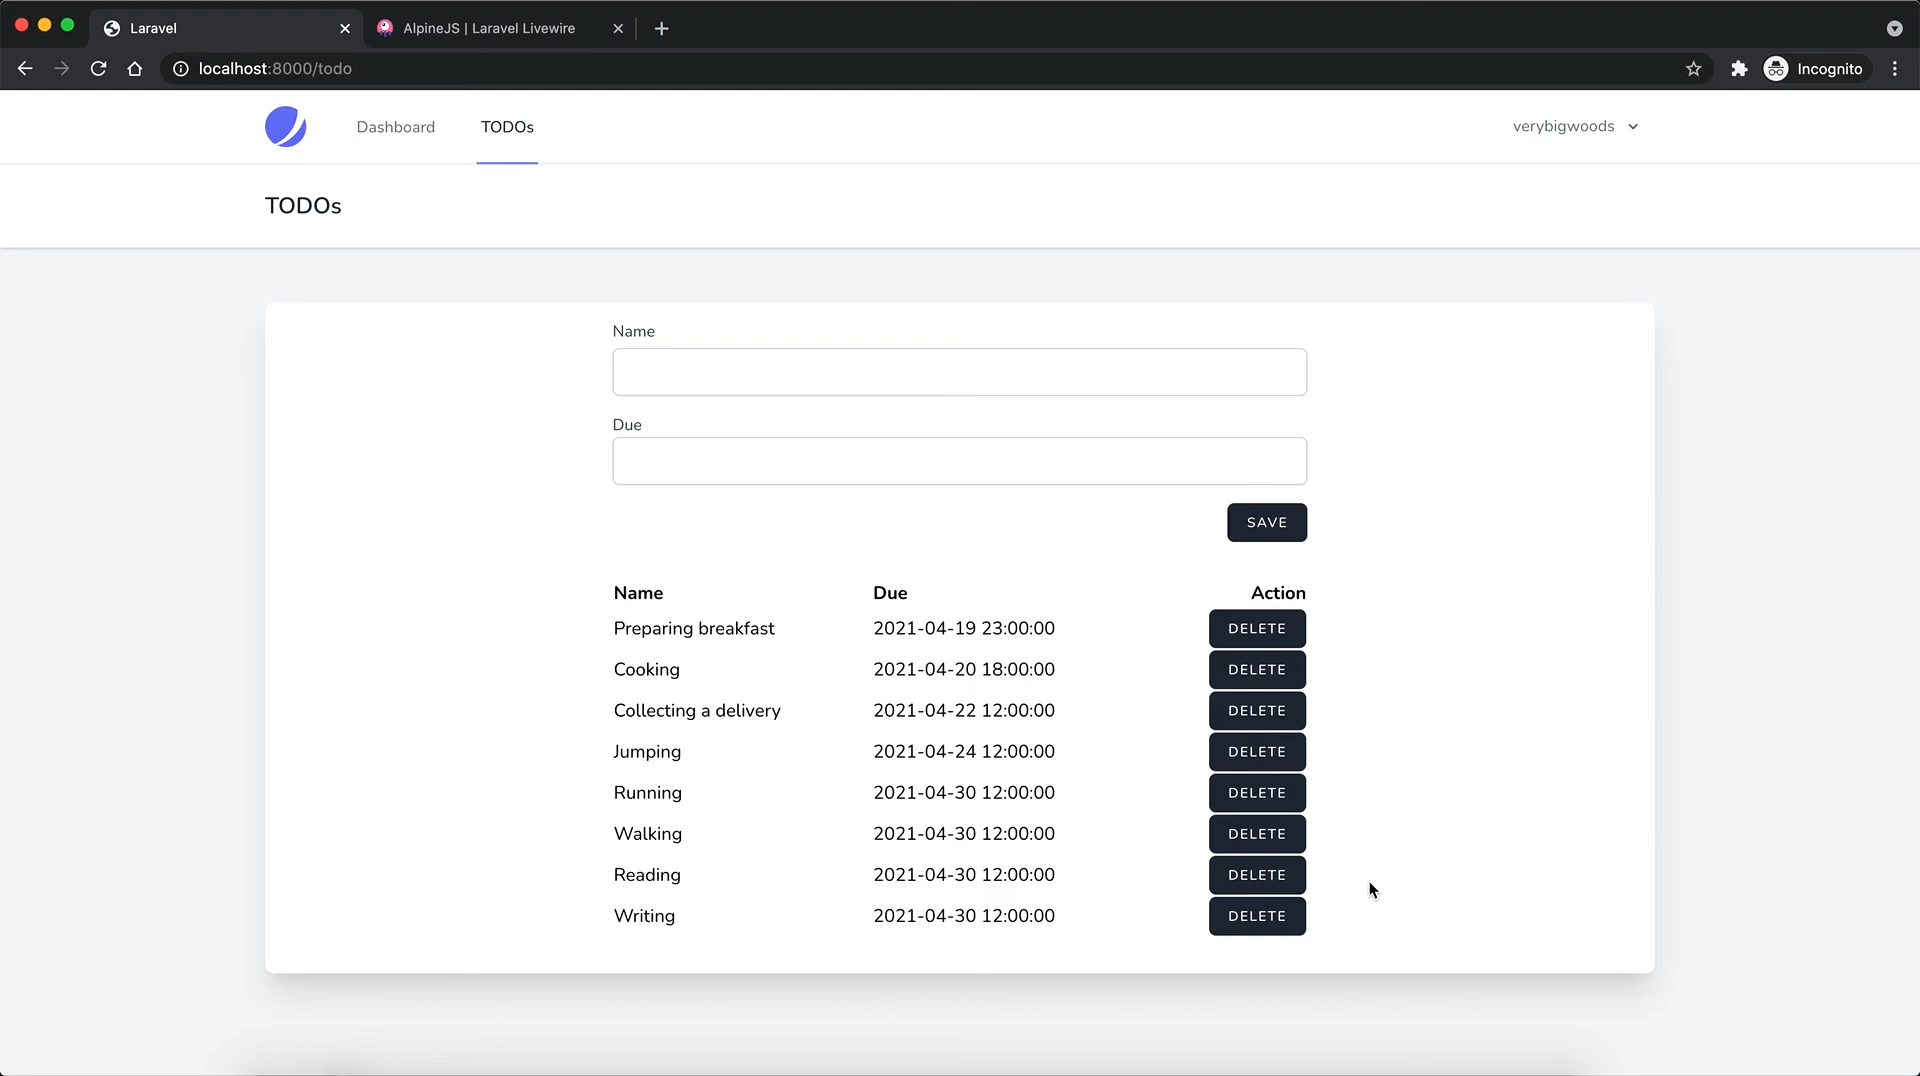 Laravel
AlpineJS | Laravel Livewire
localhost:8000/todo
Incognito
Dashboard
TODOs
verybigwoods
TODOs
Name
Due
SAVE
Name Due Action
Preparing breakfast 2021-04-19 23:00:00 DELETE
Cooking 2021-04-20 18:00:00 DELETE
Collecting a delivery 2021-04-22 12:00:00 DELETE
Jumping 2021-04-24 12:00:00 DELETE
Running 2021-04-30 12:00:00 DELETE
Walking 2021-04-30 12:00:00 DELETE
Reading 2021-04-30 12:00:00 DELETE
Writing 2021-04-30 12:00:00 DELETE